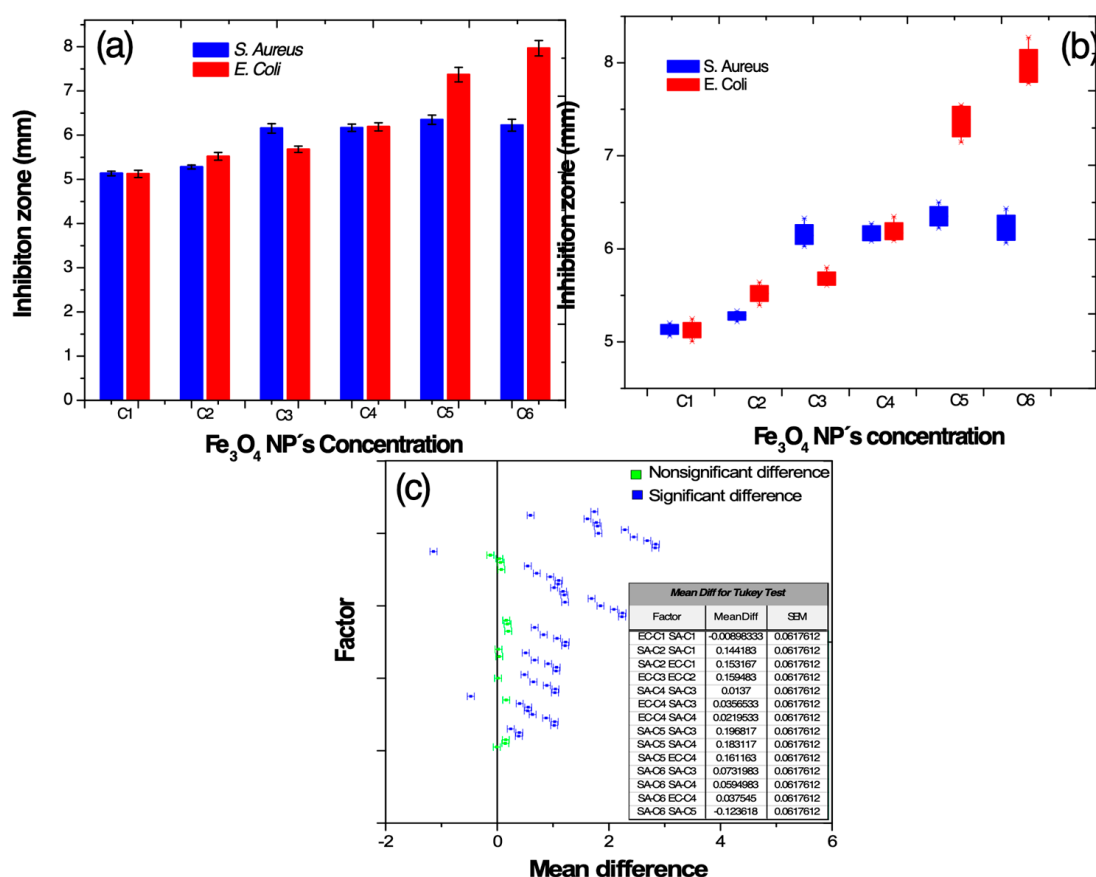 (a)
S. Aureus
E. Coli
Inhibiton zone (mm)
8
7
6
5
4
3
2
1
0
C1 C2 C3 C4 C5 C6
Fe₃O₄ NP´s Concentration
(b)
S. Aureus
E. Coli
Inhibition zone (mm)
8
7
6
5
C1 C2 C3 C4 C5 C6
Fe₃O₄ NP´s concentration
(c)
Nonsignificant difference
Significant difference
Factor
Mean Diff for Tukey Test
Factor MeanDiff SEM
EC-C1 SA-C1 -0.00898333 0.0617612
SA-C2 SA-C1 0.144183 0.0617612
SA-C2 EC-C1 0.153167 0.0617612
EC-C3 EC-C2 0.159483 0.0617612
SA-C4 SA-C3 0.0137 0.0617612
EC-C4 SA-C3 0.0356533 0.0617612
EC-C4 SA-C4 0.0219533 0.0617612
SA-C5 SA-C3 0.196817 0.0617612
SA-C5 SA-C4 0.183117 0.0617612
SA-C5 EC-C4 0.161163 0.0617612
SA-C6 SA-C3 0.0731983 0.0617612
SA-C6 SA-C4 0.0594983 0.0617612
SA-C6 EC-C4 0.037545 0.0617612
SA-C6 SA-C5 -0.123618 0.0617612
-2 0 2 4 6
Mean difference